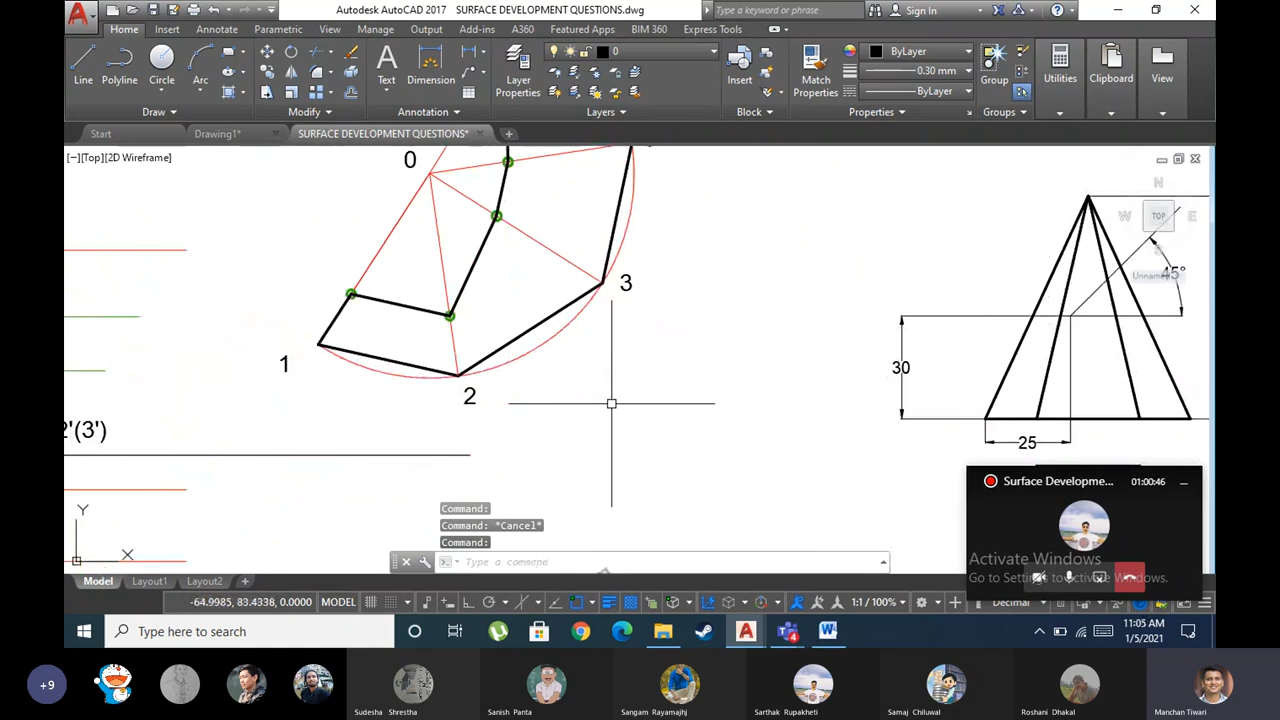 Autodesk AutoCAD 2017 SURFACE DEVELOPMENT QUESTIONS.dwg
Type a keyword or phrase
Sign In
Home Insert Annotate Parametric View Manage Output Add-ins A360 Featured Apps BIM 360 Express Tools
Line Polyline Circle Arc Text Dimension Layer Properties 0 Insert Match Properties ByLayer 0.30 mm ByLayer Group Utilities Clipboard View
Draw Modify Annotation Layers Block Properties Groups
Start Drawing1* SURFACE DEVELOPMENT QUESTIONS*
[−][Top][2D Wireframe]
0
N
W TOP E
45°
3
30
1
2
2'(3')
25
Surface Developme... 01:00:46
Command:
Command: *Cancel*
Command:
Y
X
Type a command
Activate Windows
Go to Settings to activate Windows.
Model Layout1 Layout2
-64.9985, 83.4338, 0.0000 MODEL 1:1 / 100% Decimal
Type here to search
11:05 AM
1/5/2021
+9
Sudesha Shrestha Sanish Panta Sangam Rayamajhj Sarthak Rupakheti Samaj Chiluwal Roshani Dhakal Manchan Tiwari